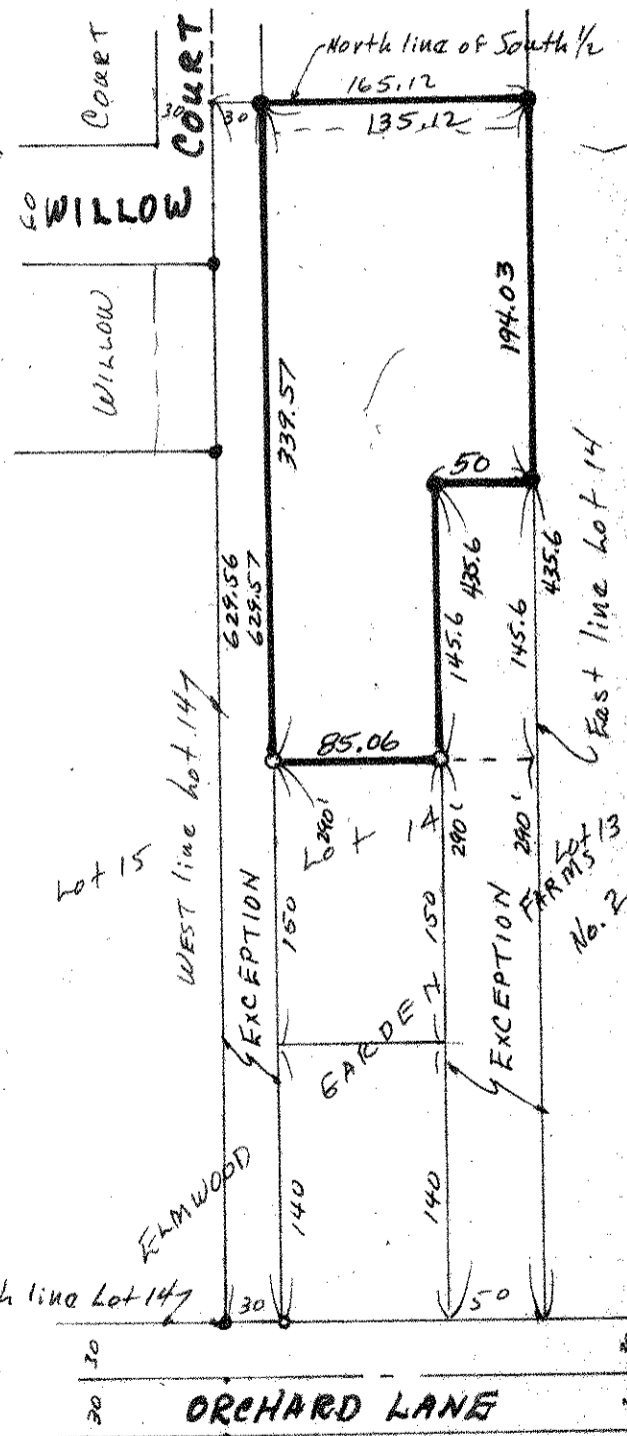 North line of South 1/2
165.12
135.12
COURT
COURT
30
30
60
WILLOW
WILLOW
194.03
339.57
50
629.56
629.57
435.6
145.6
435.6
145.6
East line Lot 14
85.06
WEST line Lot 14
Lot 15
290'
Lot 14
290'
290'
Lot 13
FARMS
No. 2
EXCEPTION
150
150
EXCEPTION
GARDEN
ELMWOOD
140
140
line Lot 14
30
50
30
30
ORCHARD LANE